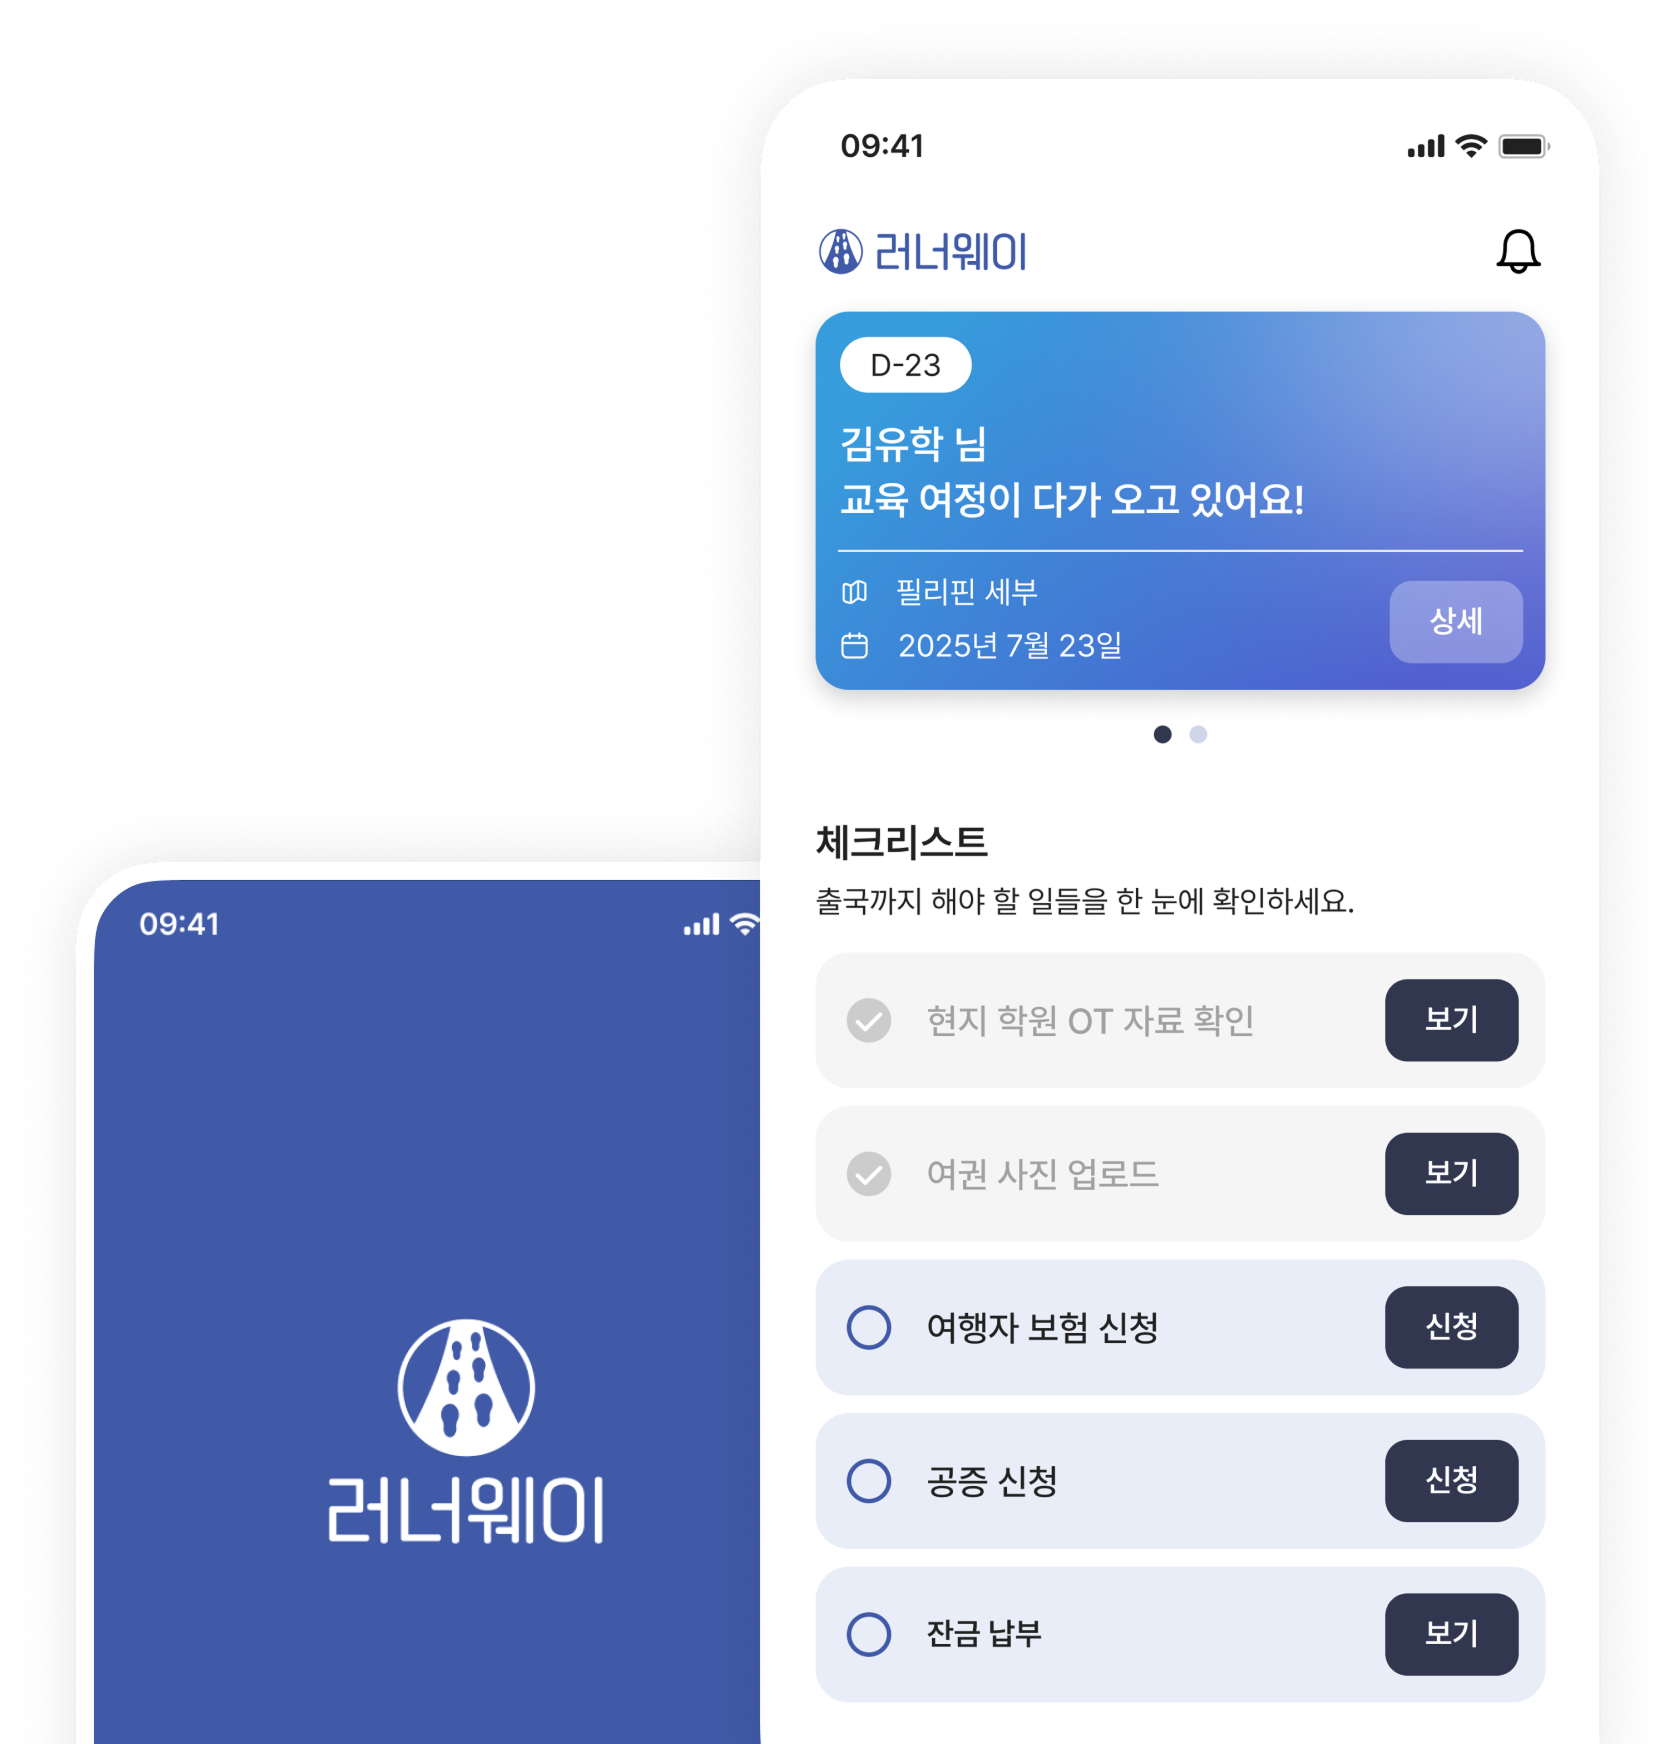 09:41
러너웨이
D-23
김유학 님
교육 여정이 다가 오고 있어요!
필리핀 세부
2025년 7월 23일
상세
체크리스트
출국까지 해야 할 일들을 한 눈에 확인하세요.
현지 학원 OT 자료 확인
보기
여권 사진 업로드
보기
여행자 보험 신청
신청
공증 신청
신청
잔금 납부
보기
09:41
러너웨이